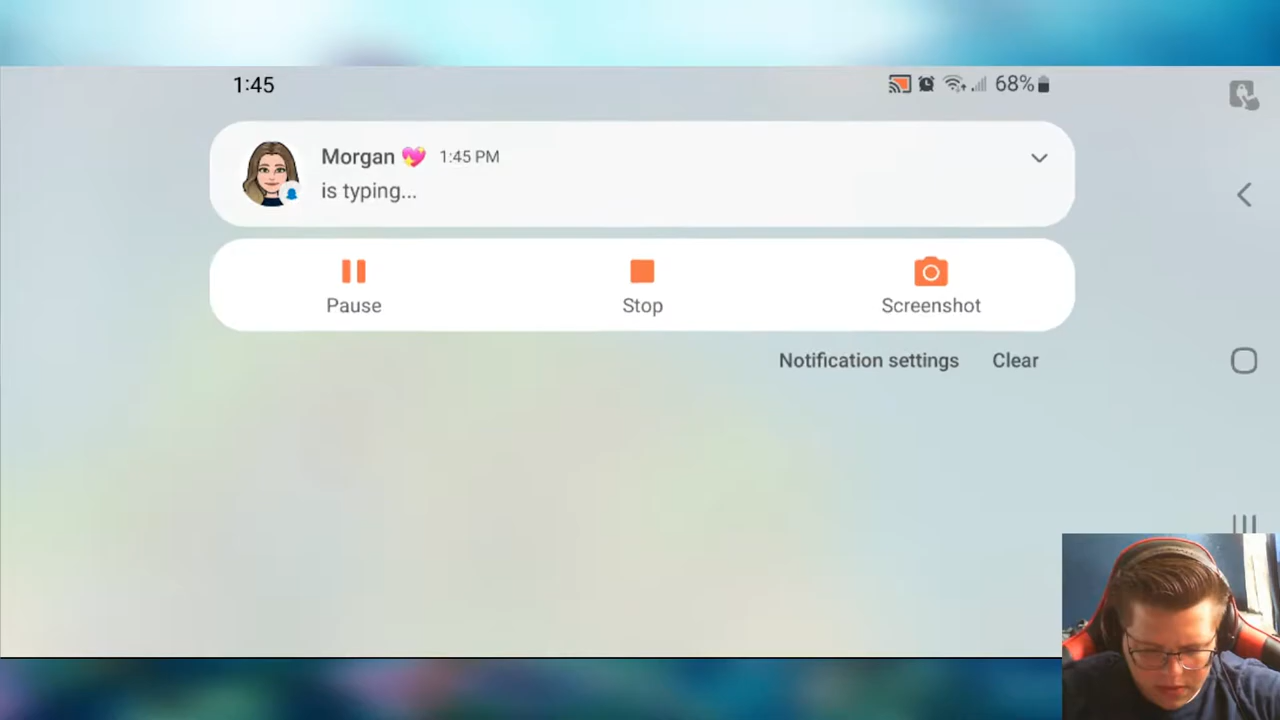 1:45
68%
Morgan 💖 1:45 PM
is typing...
Pause
Stop
Screenshot
Notification settings
Clear